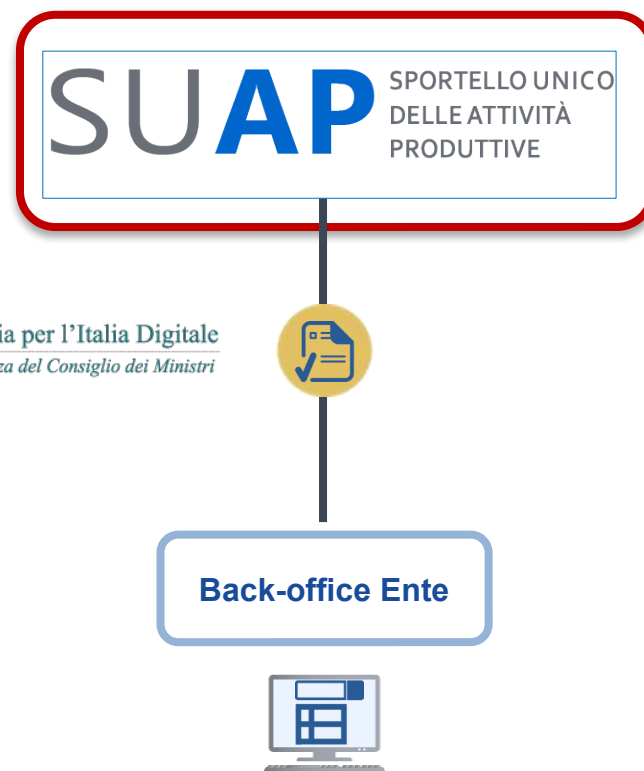 SUAP
SPORTELLO UNICO
DELLE ATTIVITÀ
PRODUTTIVE
ia per l'Italia Digitale
za del Consiglio dei Ministri
Back-office Ente